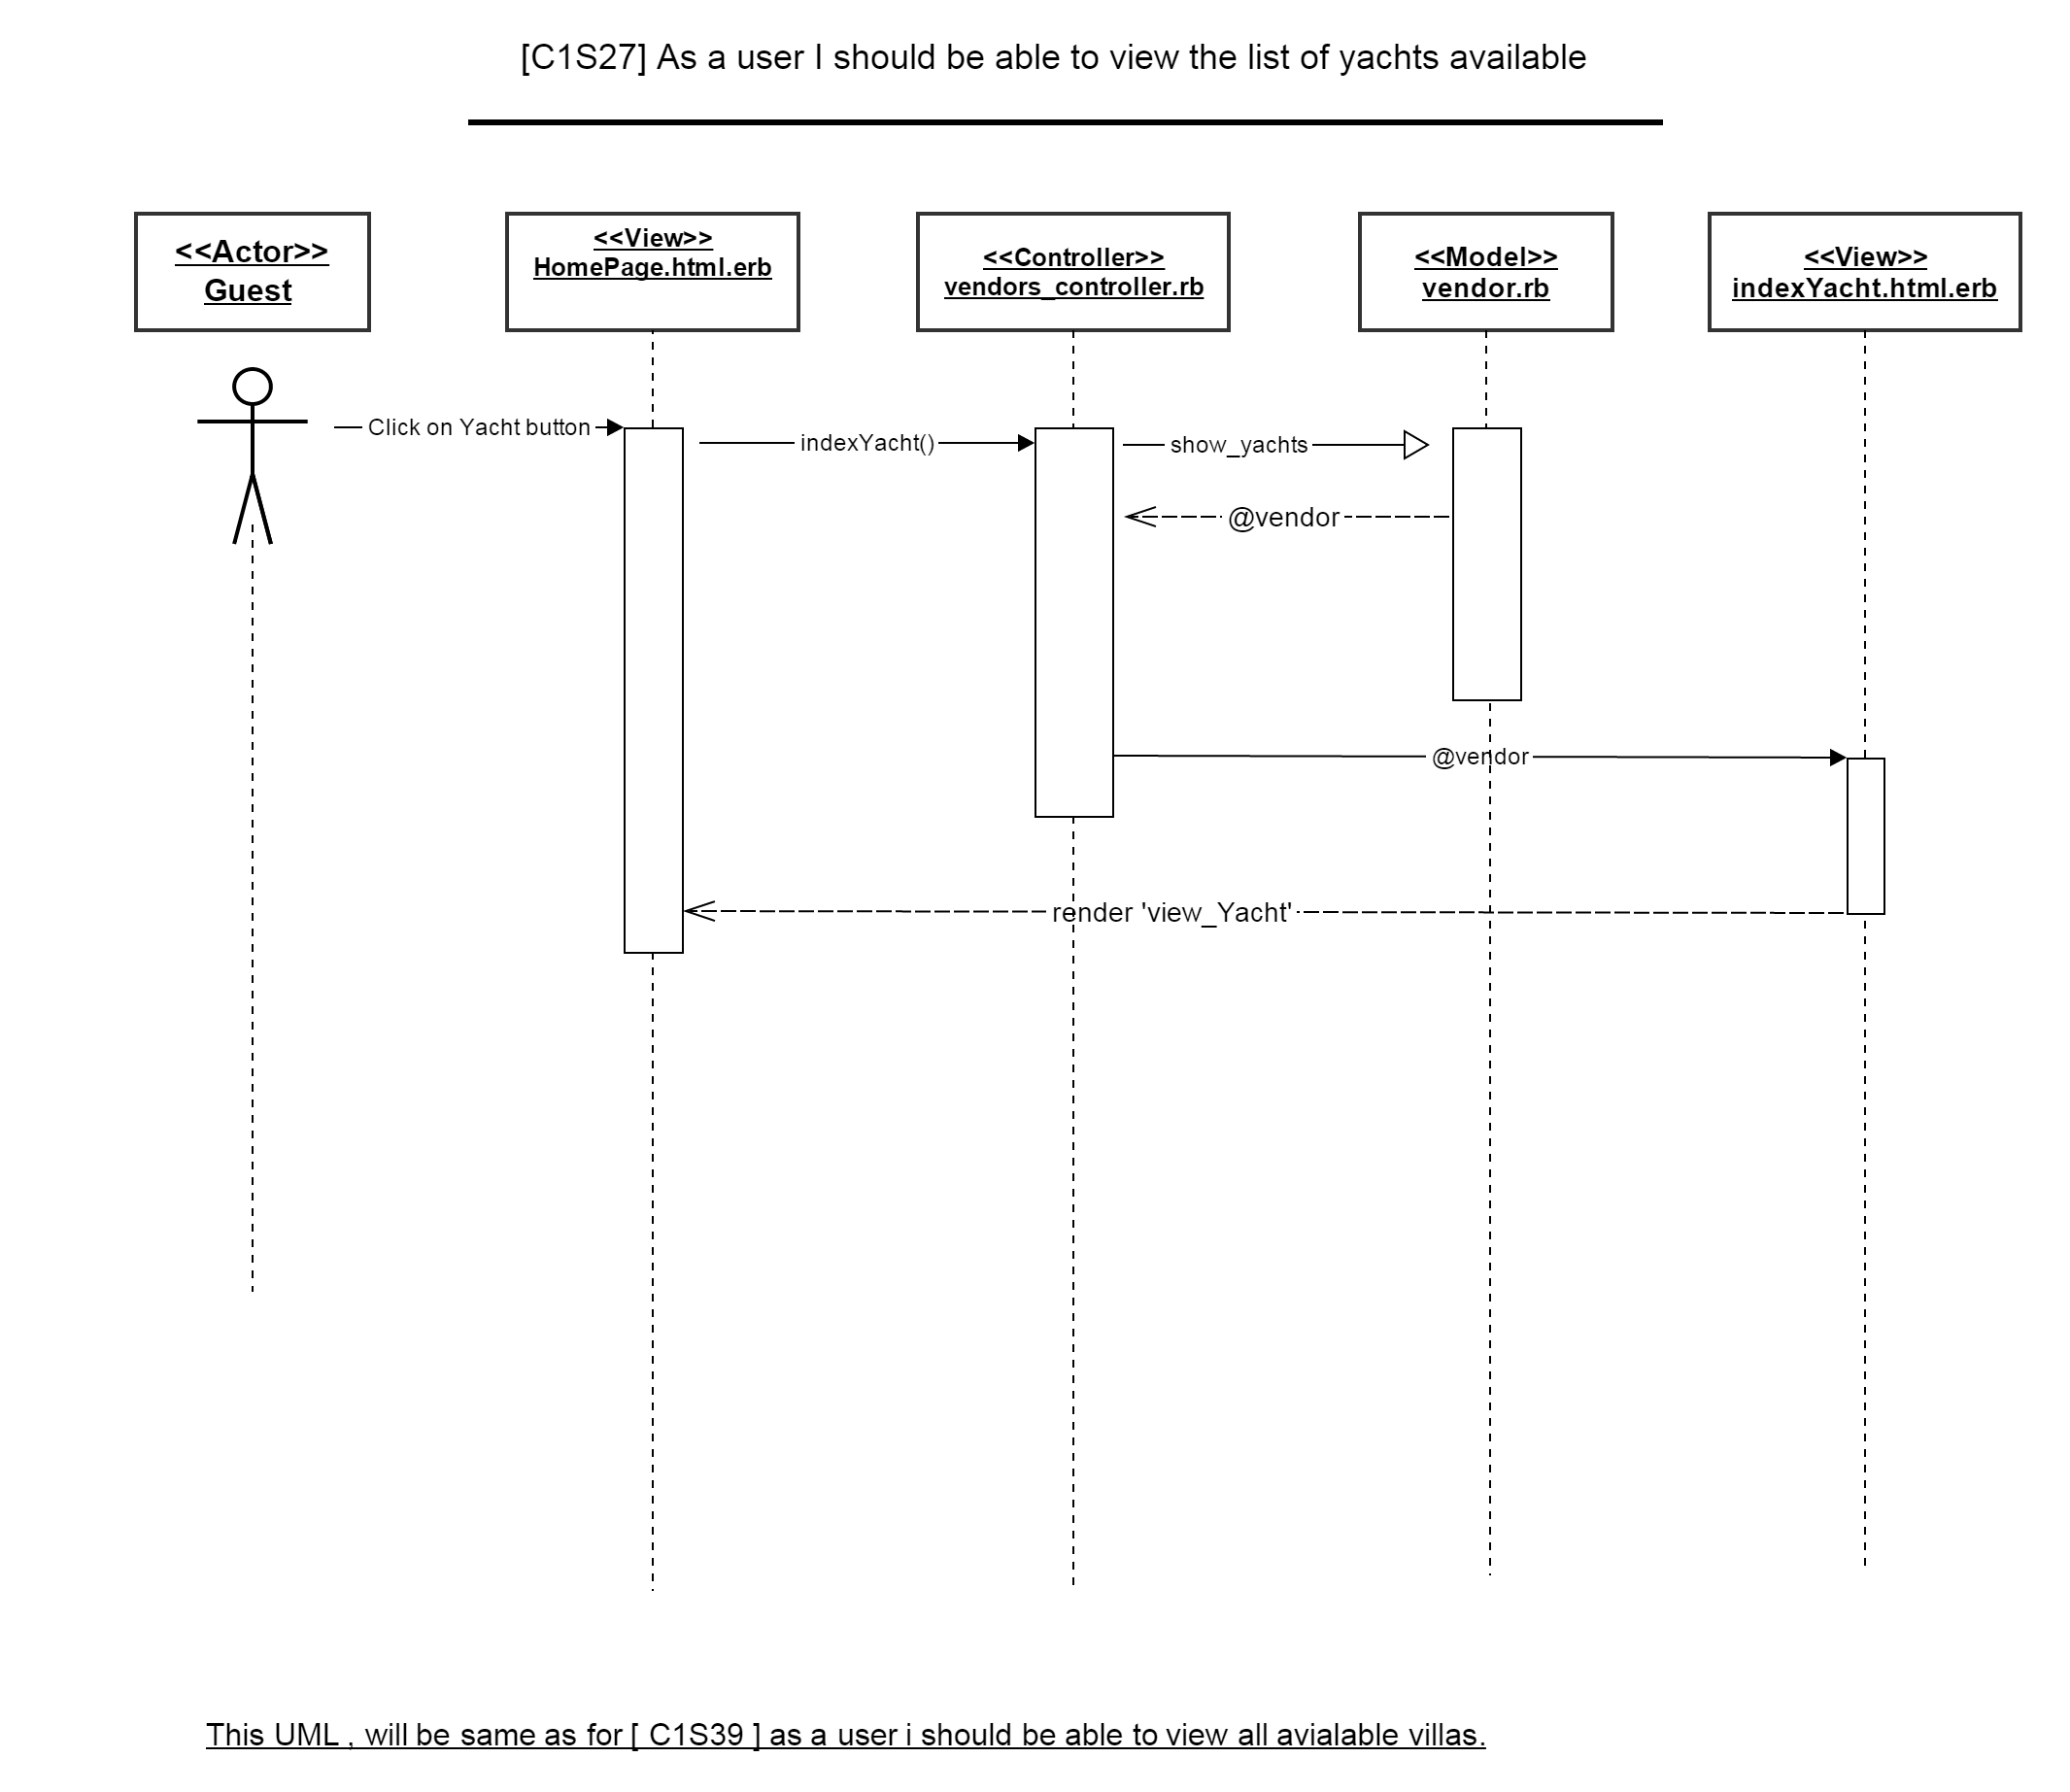 [C1S27] As a user I should be able to view the list of yachts available
<<Actor>>
Guest
<<View>>
HomePage.html.erb
<<Controller>>
vendors_controller.rb
<<Model>>
vendor.rb
<<View>>
indexYacht.html.erb
Click on Yacht button
indexYacht()
show_yachts
@vendor
@vendor
render 'view_Yacht'
This UML , will be same as for [ C1S39 ] as a user i should be able to view all avialable villas.